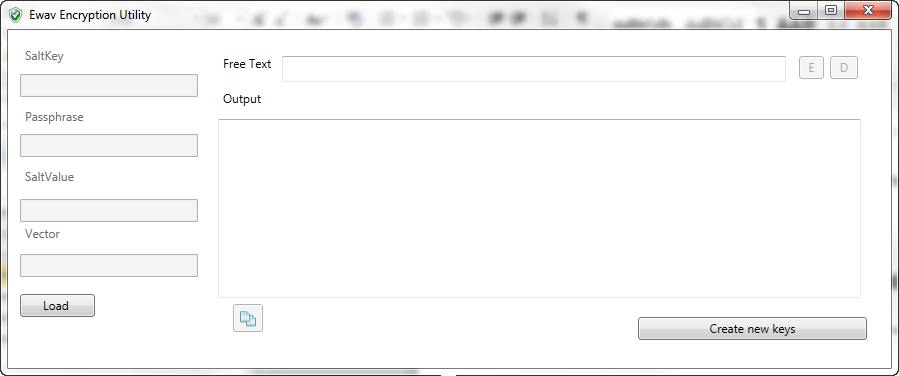 Ewav Encryption Utility
SaltKey
Passphrase
SaltValue
Vector
Load
Free Text
E
D
Output
Create new keys